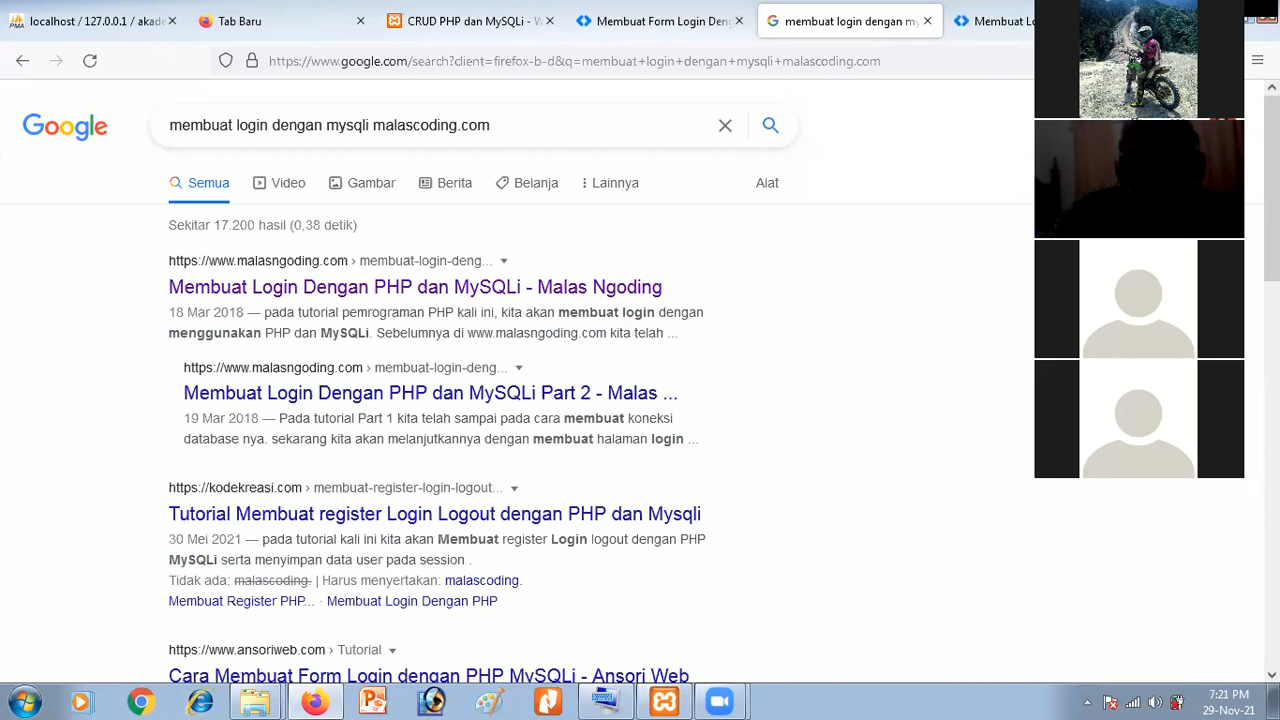 localhost / 127.0.0.1 / akade
Tab Baru
CRUD PHP dan MySQLi - W
Membuat Form Login Deng
membuat login dengan my
Membuat Lo
https://www.google.com/search?client=firefox-b-d&q=membuat+login+dengan+mysqli+malascoding.com
Google
membuat login dengan mysqli malascoding.com
Semua
Video
Gambar
Berita
Belanja
Lainnya
Alat
Sekitar 17.200 hasil (0,38 detik)
https://www.malasngoding.com › membuat-login-deng...
Membuat Login Dengan PHP dan MySQLi - Malas Ngoding
18 Mar 2018 — pada tutorial pemrograman PHP kali ini, kita akan membuat login dengan
menggunakan PHP dan MySQLi. Sebelumnya di www.malasngoding.com kita telah ...
https://www.malasngoding.com › membuat-login-deng...
Membuat Login Dengan PHP dan MySQLi Part 2 - Malas ...
19 Mar 2018 — Pada tutorial Part 1 kita telah sampai pada cara membuat koneksi
database nya. sekarang kita akan melanjutkannya dengan membuat halaman login ...
https://kodekreasi.com › membuat-register-login-logout...
Tutorial Membuat register Login Logout dengan PHP dan Mysqli
30 Mei 2021 — pada tutorial kali ini kita akan Membuat register Login logout dengan PHP
MySQLi serta menyimpan data user pada session .
Tidak ada: malascoding. | Harus menyertakan: malascoding.
Membuat Register PHP... · Membuat Login Dengan PHP
https://www.ansoriweb.com › Tutorial
Cara Membuat Form Login dengan PHP MySQLi - Ansori Web
7:21 PM
29-Nov-21